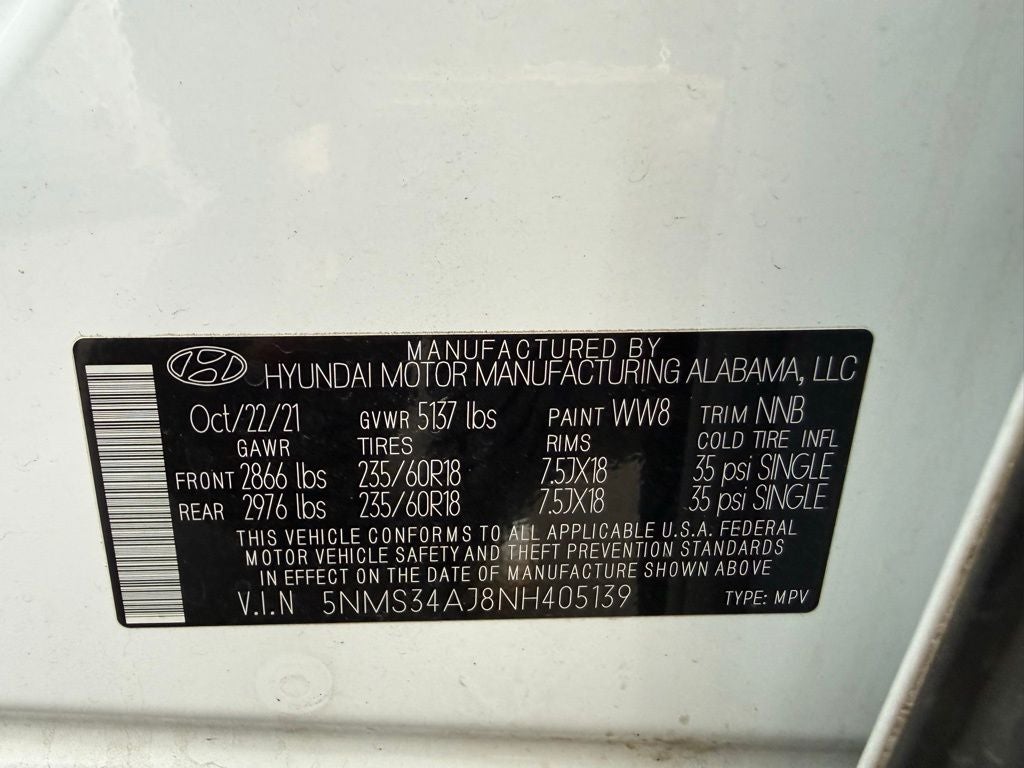 MANUFACTURED BY
HYUNDAI MOTOR MANUFACTURING ALABAMA, LLC
Oct/22/21 GVWR 5137 lbs PAINT WW8 TRIM NNB
GAWR TIRES RIMS COLD TIRE INFL
FRONT 2866 lbs 235/60R18 7.5JX18 35 psi SINGLE
REAR 2976 lbs 235/60R18 7.5JX18 35 psi SINGLE
THIS VEHICLE CONFORMS TO ALL APPLICABLE U.S.A. FEDERAL
MOTOR VEHICLE SAFETY AND THEFT PREVENTION STANDARDS
IN EFFECT ON THE DATE OF MANUFACTURE SHOWN ABOVE
V.I.N 5NMS34AJ8NH405139 TYPE: MPV